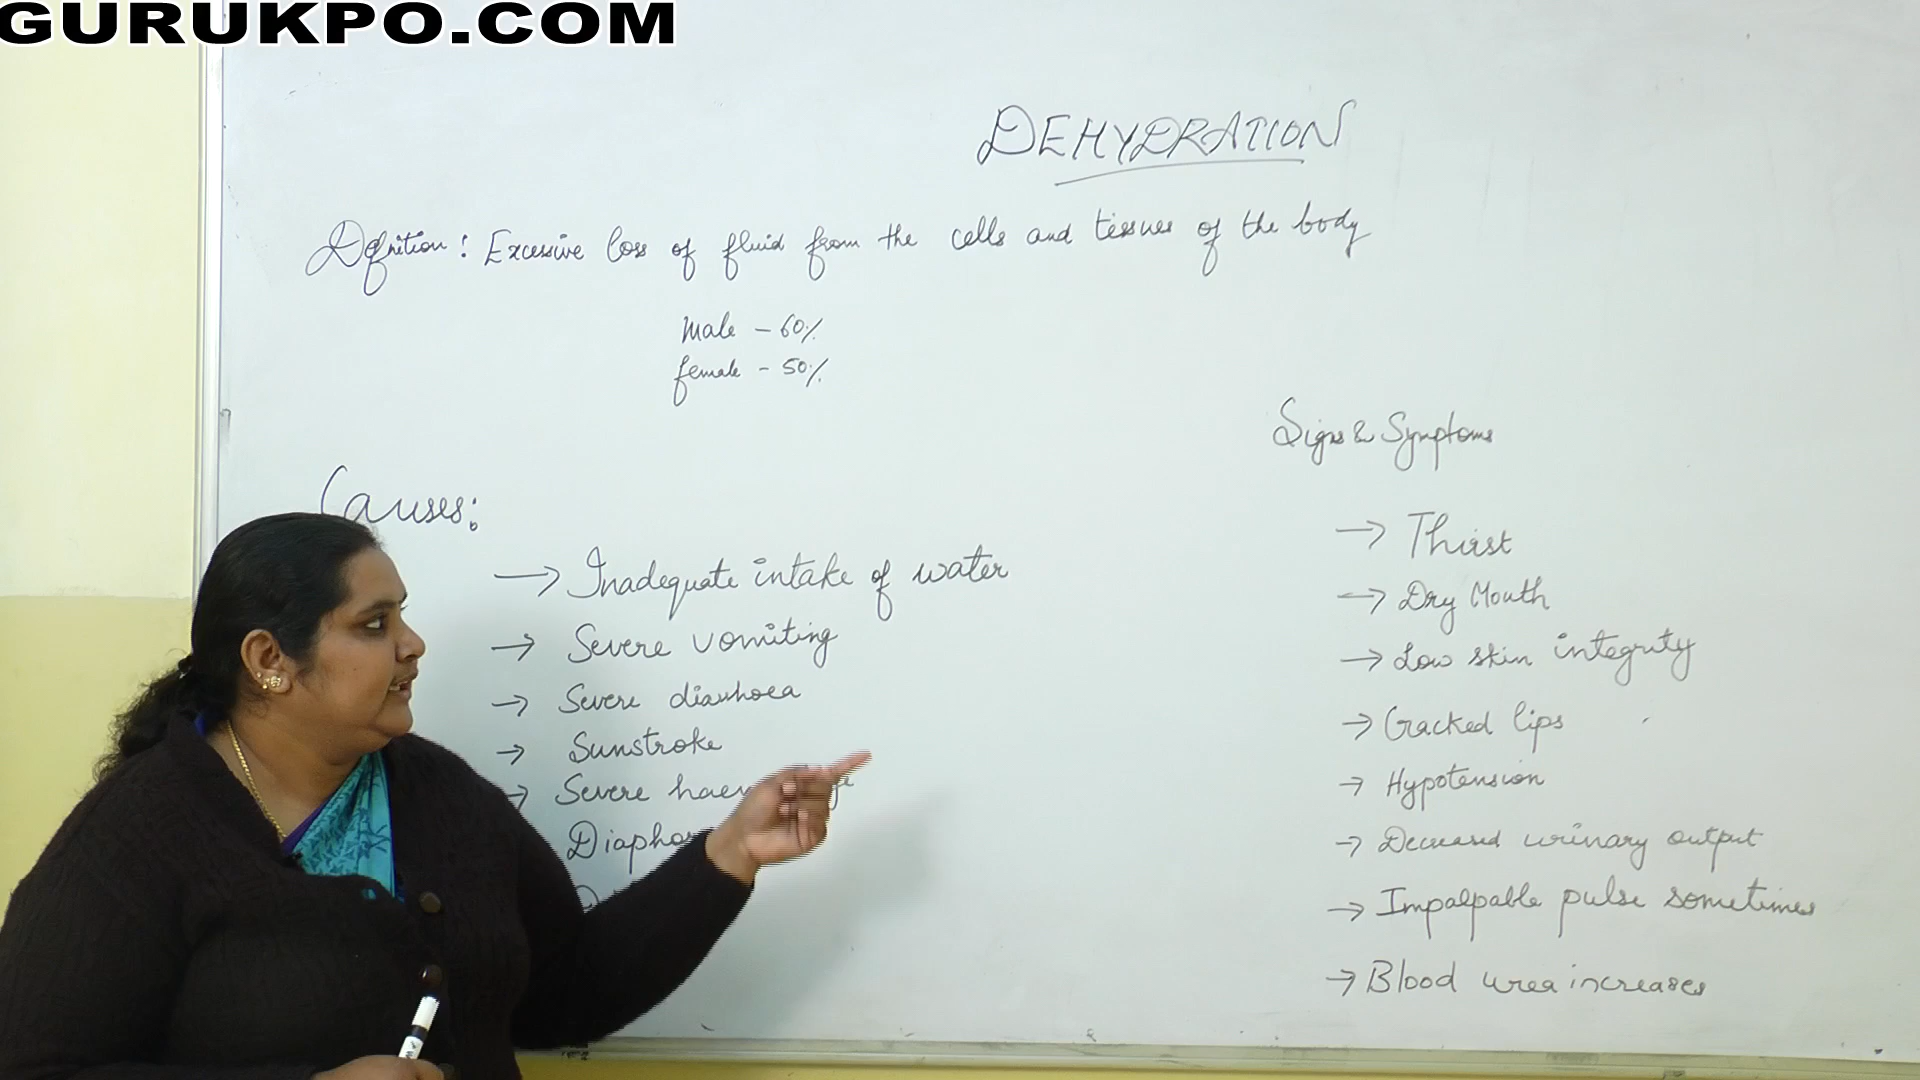 GURUKPO.COM
DEHYDRATION
Definition: Excessive loss of fluid from the cells and tissues of the body
Male - 60%
female - 50%
Causes:
→ Inadequate intake of water
→ Severe vomiting
→ Severe diarrhoea
→ Sunstroke
→ Severe
Signs & Symptoms
→ Thirst
→ Dry Mouth
→ Low skin integrity
→ Cracked lips
→ Hypotension
→ Decreased urinary output
→ Impalpable pulse sometimes
→ Blood urea increases